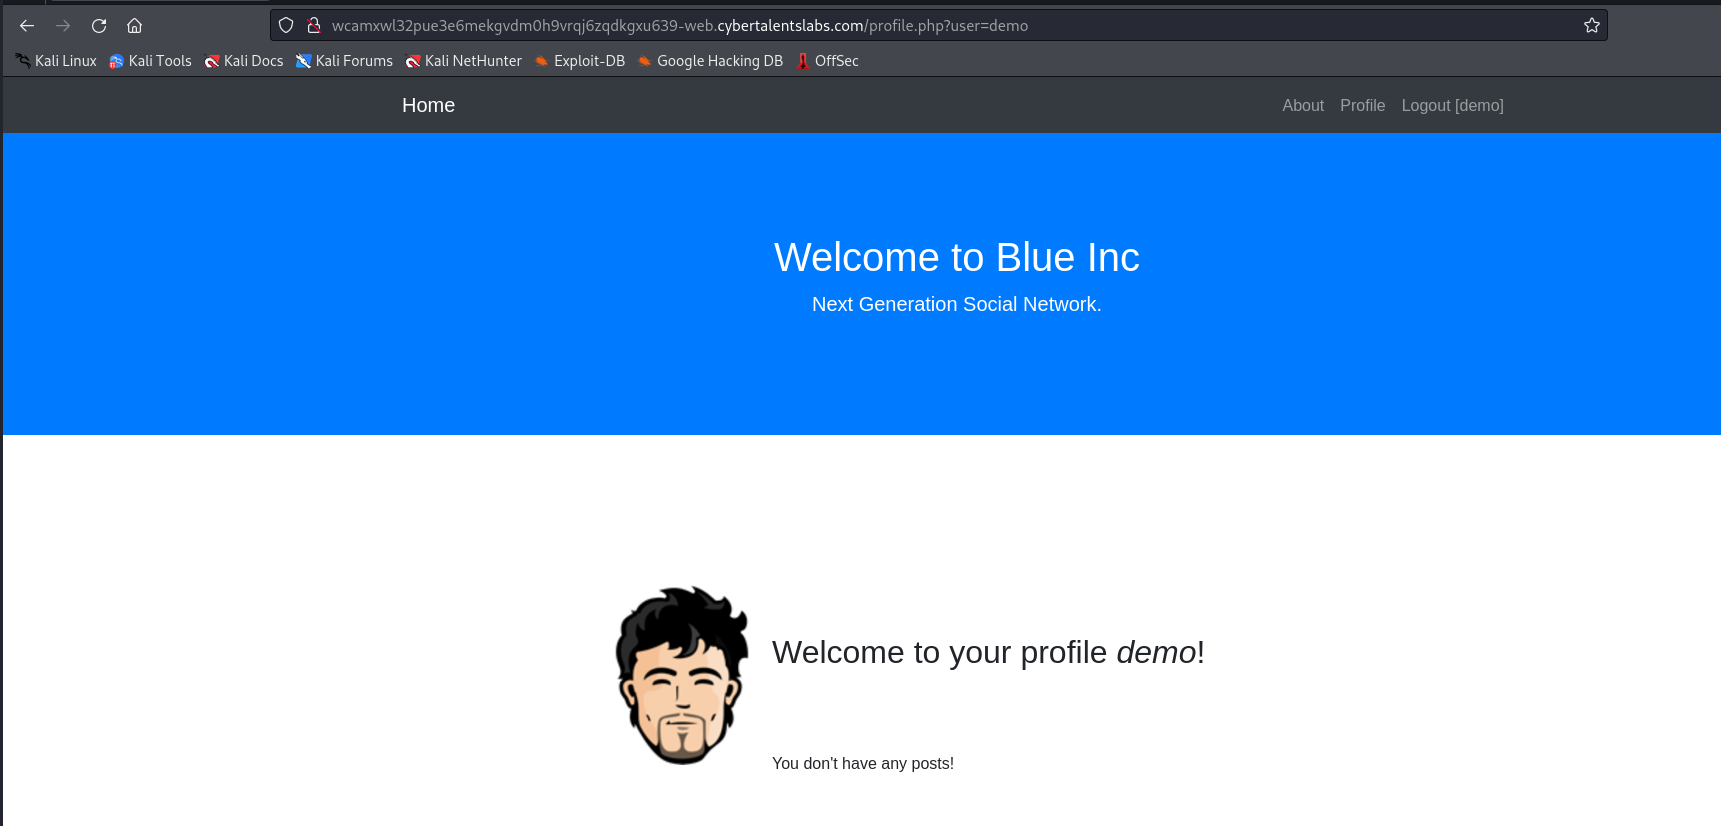 wcamxwl32pue3e6mekgvdm0h9vrqj6zqdkgxu639-web.cybertalentslabs.com/profile.php?user=demo
Kali Linux Kali Tools Kali Docs Kali Forums Kali NetHunter Exploit-DB Google Hacking DB OffSec
Home About Profile Logout [demo]
Welcome to Blue Inc
Next Generation Social Network.
Welcome to your profile demo!
You don't have any posts!